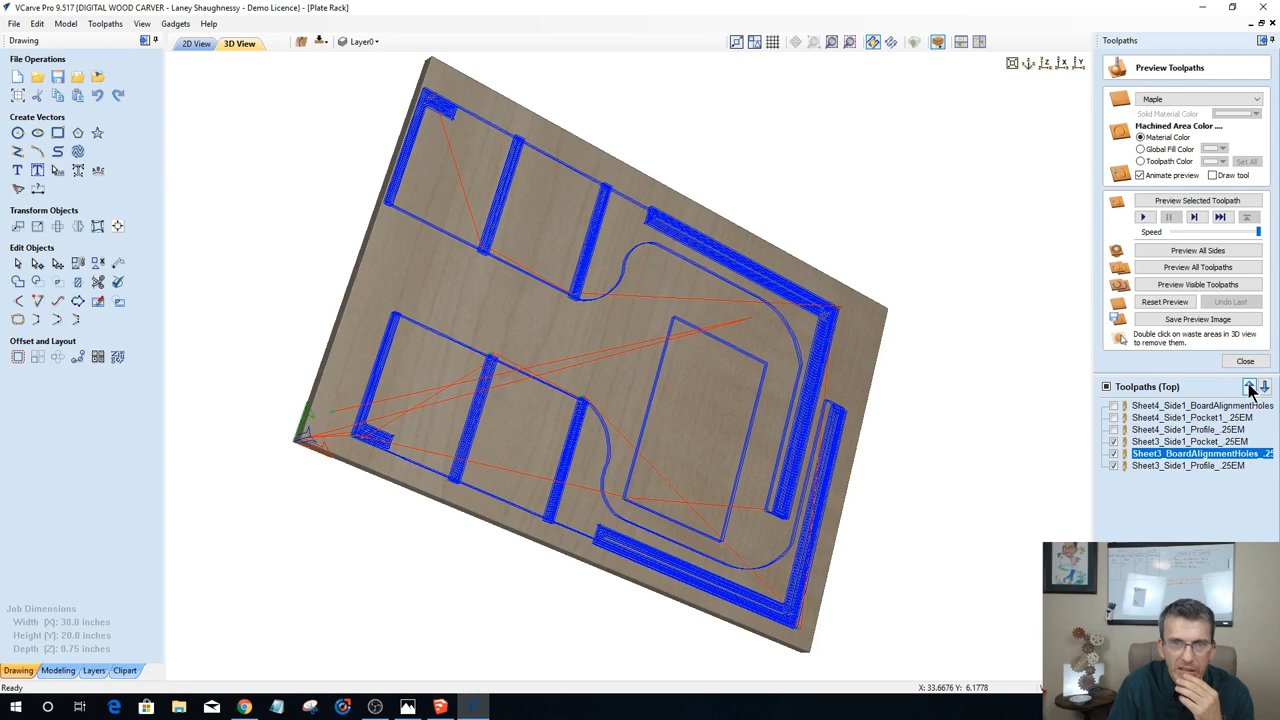 VCarve Pro 9.517 {DIGITAL WOOD CARVER - Laney Shaughnessy - Demo Licence} - [Plate Rack]
File Edit Model Toolpaths View Gadgets Help
Drawing
2D View 3D View
Layer0
Toolpaths
File Operations
Create Vectors
Transform Objects
Edit Objects
Offset and Layout
Job Dimensions
Width (X): 30.0 inches
Height (Y): 20.0 inches
Depth (Z): 0.75 inches
Drawing Modeling Layers Clipart
Ready
X: 33.6676 Y: 6.1778
Preview Toolpaths
Maple
Solid Material Color
Machined Area Color ....
Material Color
Global Fill Color
Toolpath Color
Set All
Animate preview
Draw tool
Preview Selected Toolpath
Speed
Preview All Sides
Preview All Toolpaths
Preview Visible Toolpaths
Reset Preview
Undo Last
Save Preview Image
Double click on waste areas in 3D view
to remove them.
Close
Toolpaths (Top)
Sheet4_Side1_BoardAlignmentHoles
Sheet4_Side1_Pocket1_.25EM
Sheet4_Side1_Profile_.25EM
Sheet3_Side1_Pocket_.25EM
Sheet3_BoardAlignmentHoles_.25
Sheet3_Side1_Profile_.25EM